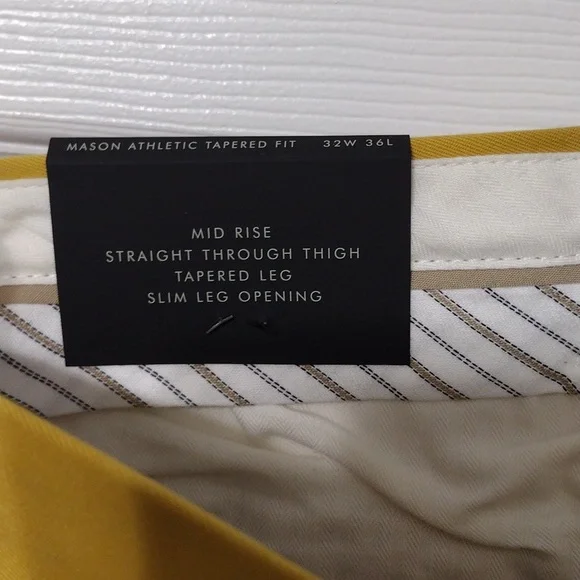 MASON ATHLETIC TAPERED FIT 32W 36L
MID RISE
STRAIGHT THROUGH THIGH
TAPERED LEG
SLIM LEG OPENING